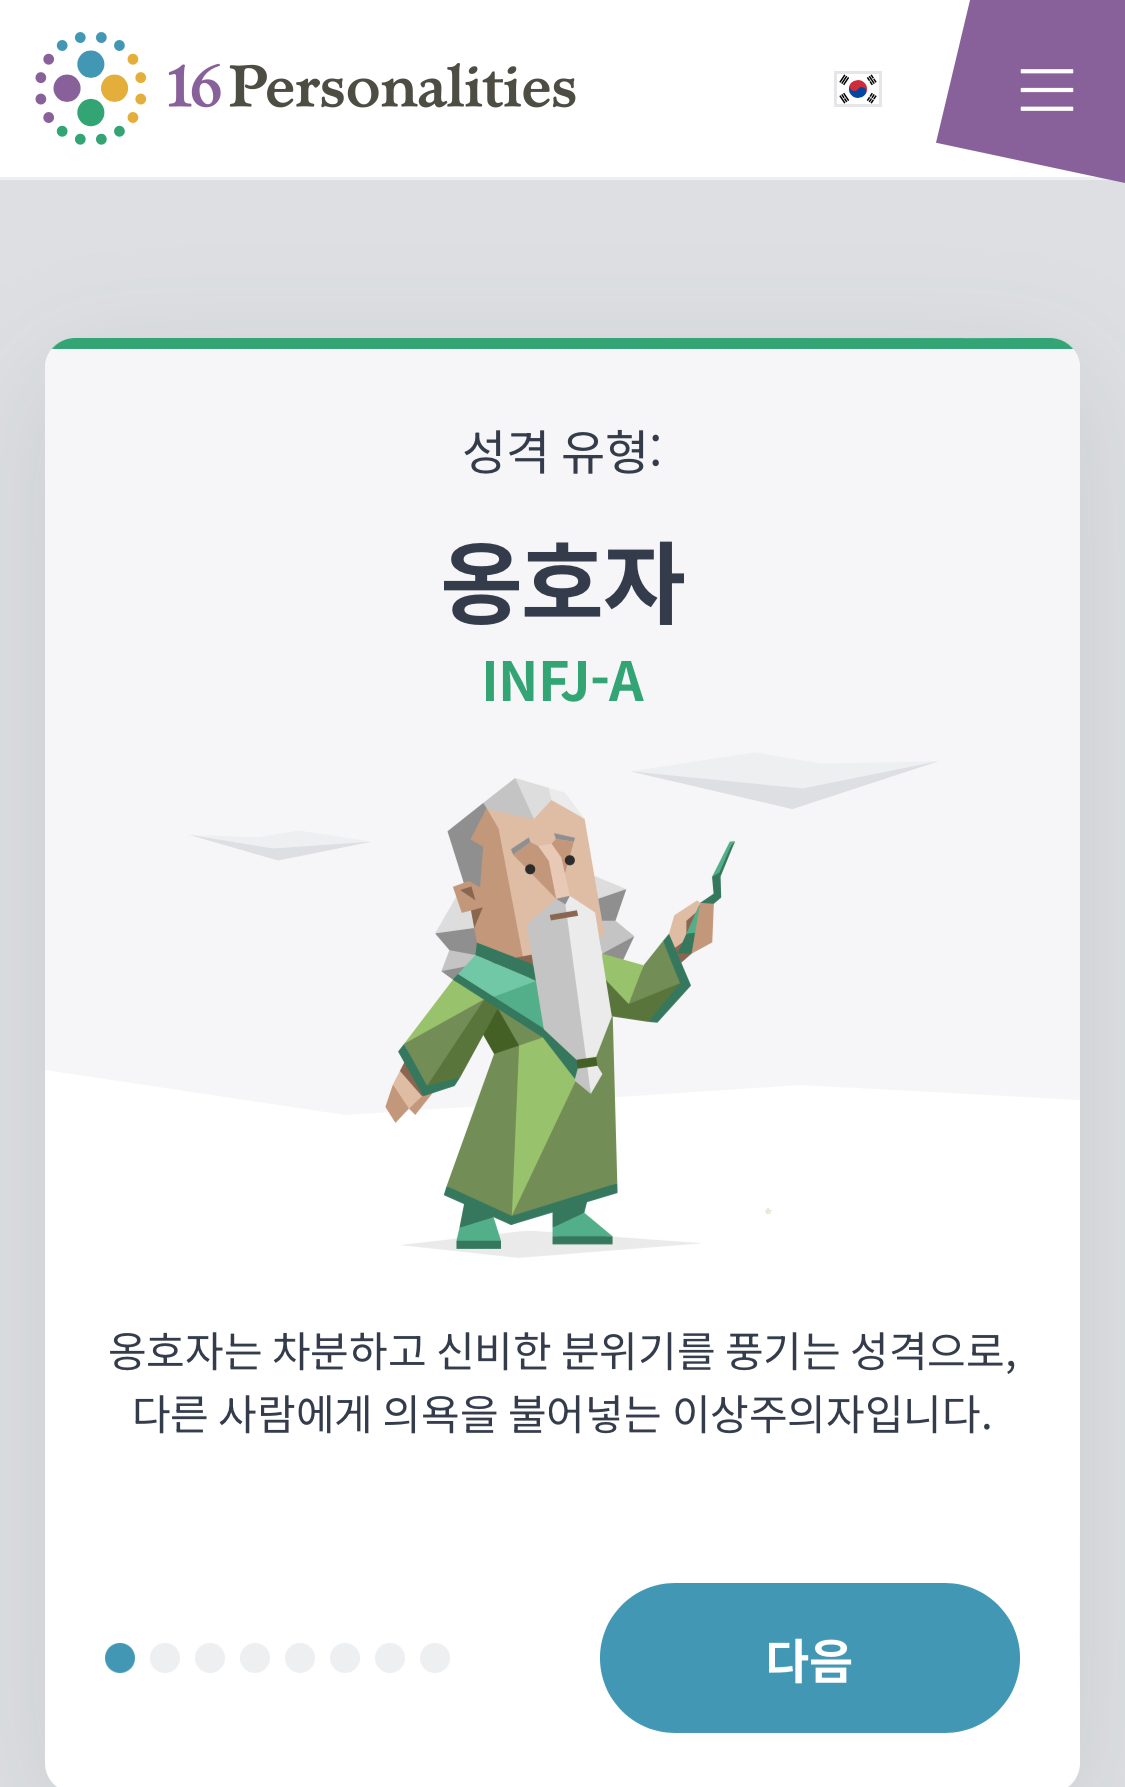 16Personalities
성격 유형:
옹호자
INFJ-A
옹호자는 차분하고 신비한 분위기를 풍기는 성격으로,
다른 사람에게 의욕을 불어넣는 이상주의자입니다.
다음